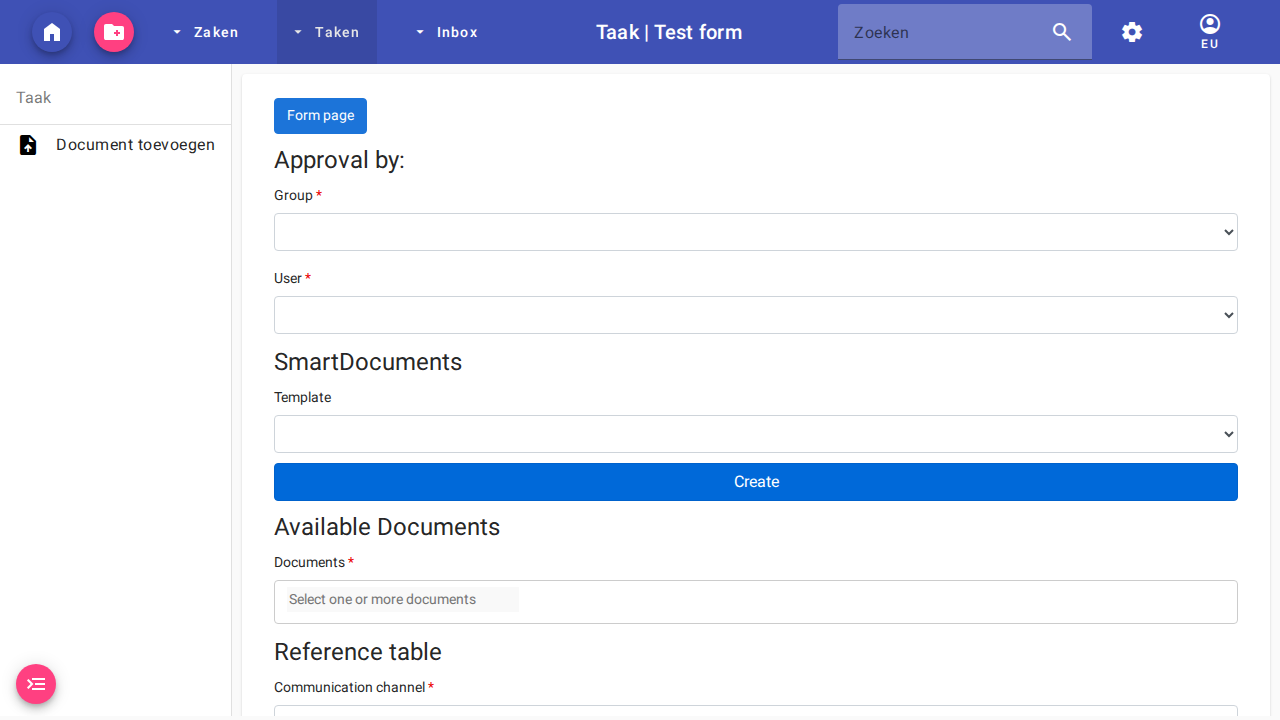 Zaken
Taken
Inbox
Taak | Test form
Zoeken
EU
Taak
Document toevoegen
Form page
Approval by:
Group *
User *
SmartDocuments
Template
Create
Available Documents
Documents *
Select one or more documents
Reference table
Communication channel *